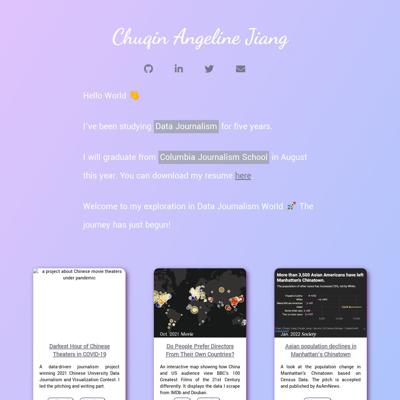 Chuqin Angeline Jiang
Hello World 👋
I've been studying Data Journalism for five years.
I will graduate from Columbia Journalism School in August
this year. You can download my resume here
Welcome to my exploration in Data Journalism World 🚀 The
journey has just begun!
a project about Chinese movie theaters
under pandemic
Darkest Hour of Chinese
Theaters in COVID-19
A data-driven journalism project
winning 2021 Chinese University Data
Journalism and Visualization Contest. I
led the pitching and writing part.
Oct. 2021 Movie
Do People Prefer Directors
From Their Own Countries?
An interactive map showing how China
and US audience view BBC's 100
Greatest Films of the 21st Century
differently. It displays the data I scrape
from IMDb and Douban.
More than 3,500 Asian Americans have left
Manhattan's Chinatown.
Jan. 2022 Society
Asian population declines in
Manhattan's Chinatown
A look at the population change in
Manhattan's Chinatown based on
Census Data. The pitch is accepted
and published by AsAmNews.